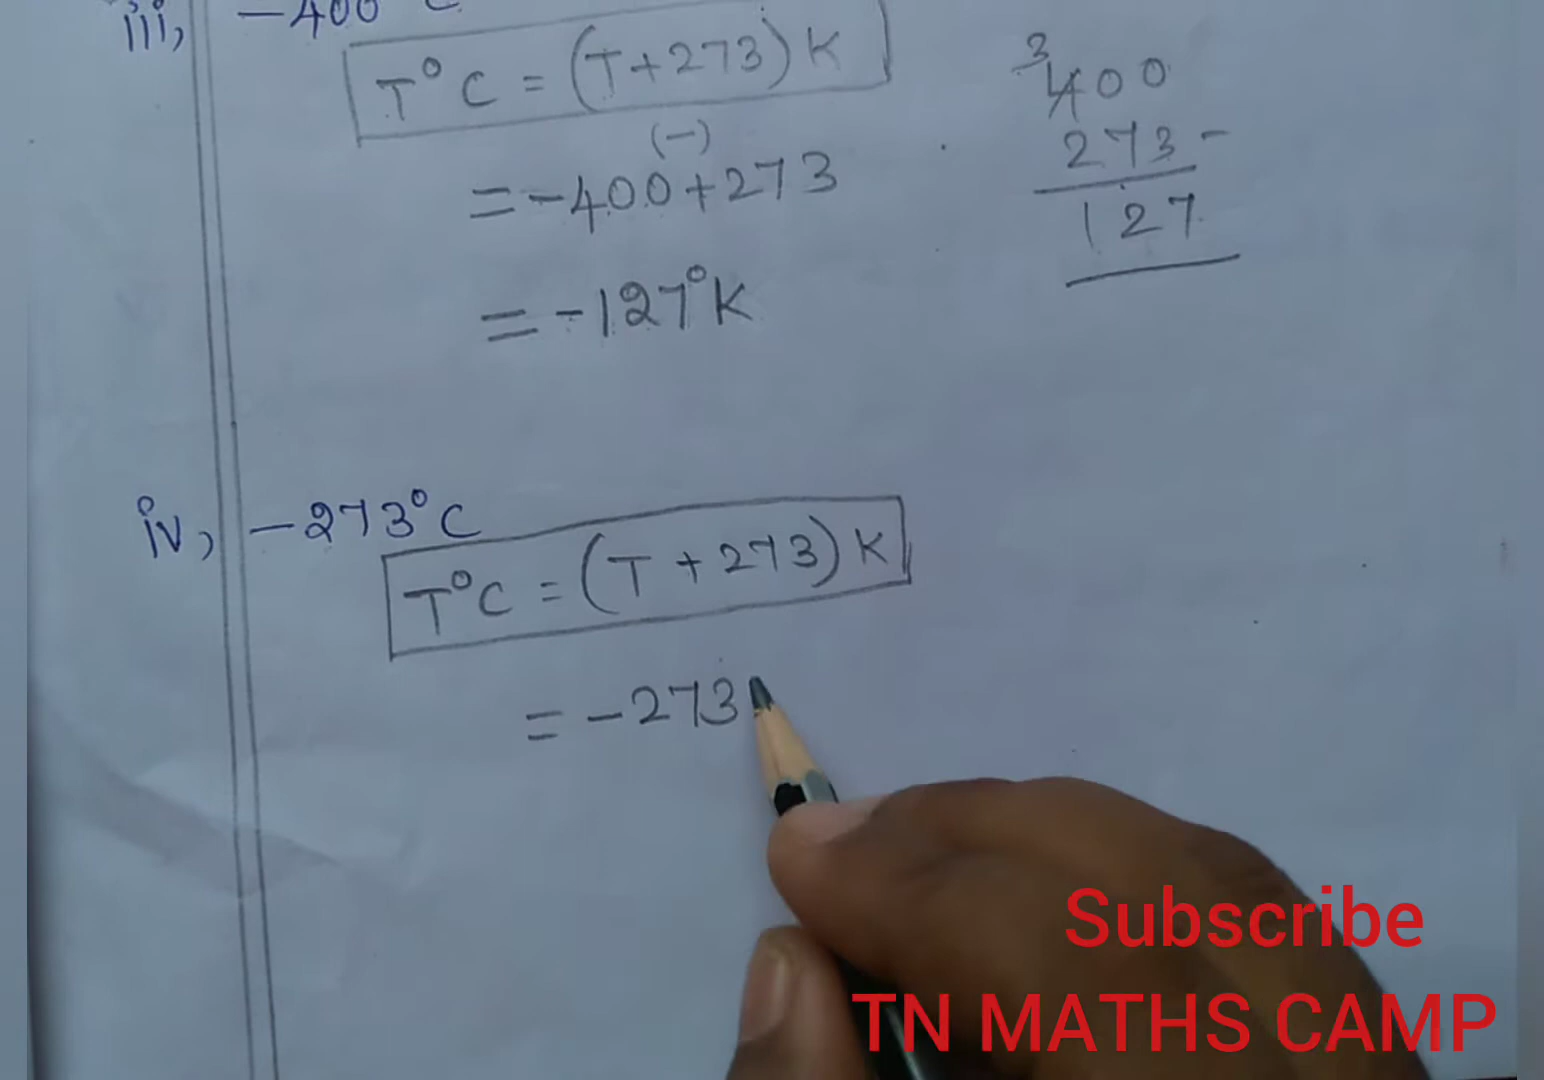 iii, -400°C
T°C = (T+273) K
(-)
= -400+273
= -127°K
3
400
273 -
127
iv, -273°C
T°C = (T + 273) K
= -273
Subscribe
TN MATHS CAMP